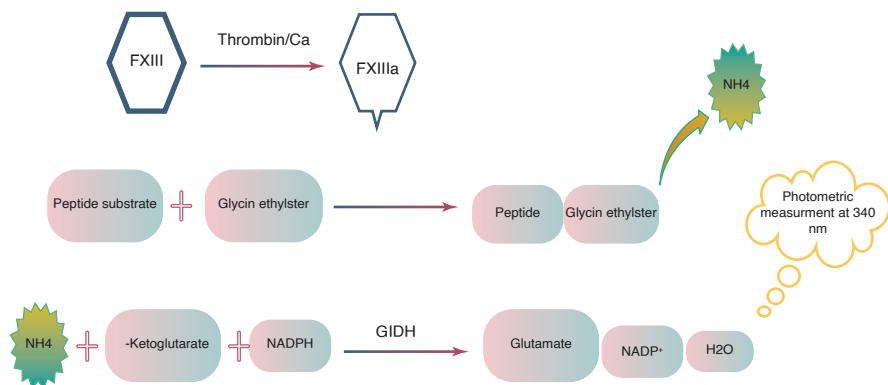 FXIII
Thrombin/Ca
FXIIIa
NH4
Peptide substrate
Glycin ethylster
Peptide
Glycin ethylster
Photometric
measurment at 340
nm
NH4
-Ketoglutarate
NADPH
GIDH
Glutamate
NADP+
H2O